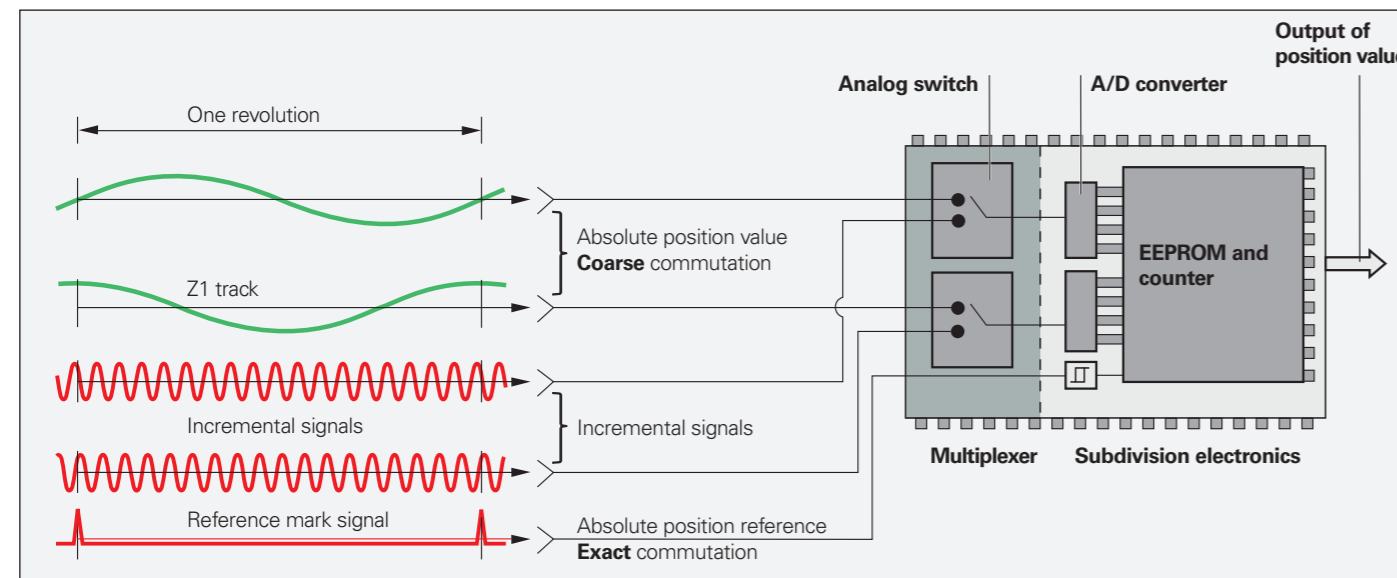 Output of
position value
Analog switch
A/D converter
One revolution
Absolute position value
Coarse commutation
EEPROM and
counter
Z1 track
Incremental signals
Incremental signals
Multiplexer
Subdivision electronics
Reference mark signal
Absolute position reference
Exact commutation